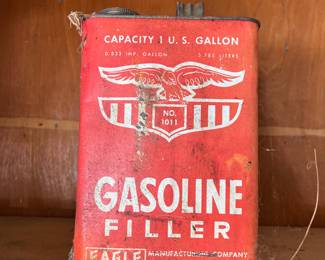 CAPACITY 1 U. S. GALLON
0.833 IMP. GALLON 3.785 LITERS
NO.
1011
GASOLINE
FILLER
EAGLE MANUFACTURING COMPANY